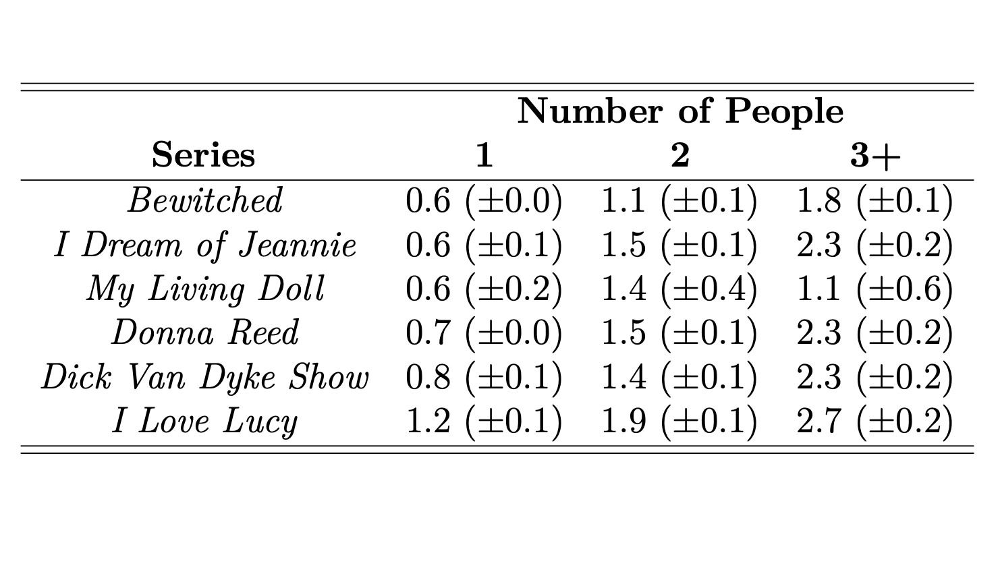 Number of People
Series 1 2 3+
Bewitched 0.6 (±0.0) 1.1 (±0.1) 1.8 (±0.1)
I Dream of Jeannie 0.6 (±0.1) 1.5 (±0.1) 2.3 (±0.2)
My Living Doll 0.6 (±0.2) 1.4 (±0.4) 1.1 (±0.6)
Donna Reed 0.7 (±0.0) 1.5 (±0.1) 2.3 (±0.2)
Dick Van Dyke Show 0.8 (±0.1) 1.4 (±0.1) 2.3 (±0.2)
I Love Lucy 1.2 (±0.1) 1.9 (±0.1) 2.7 (±0.2)